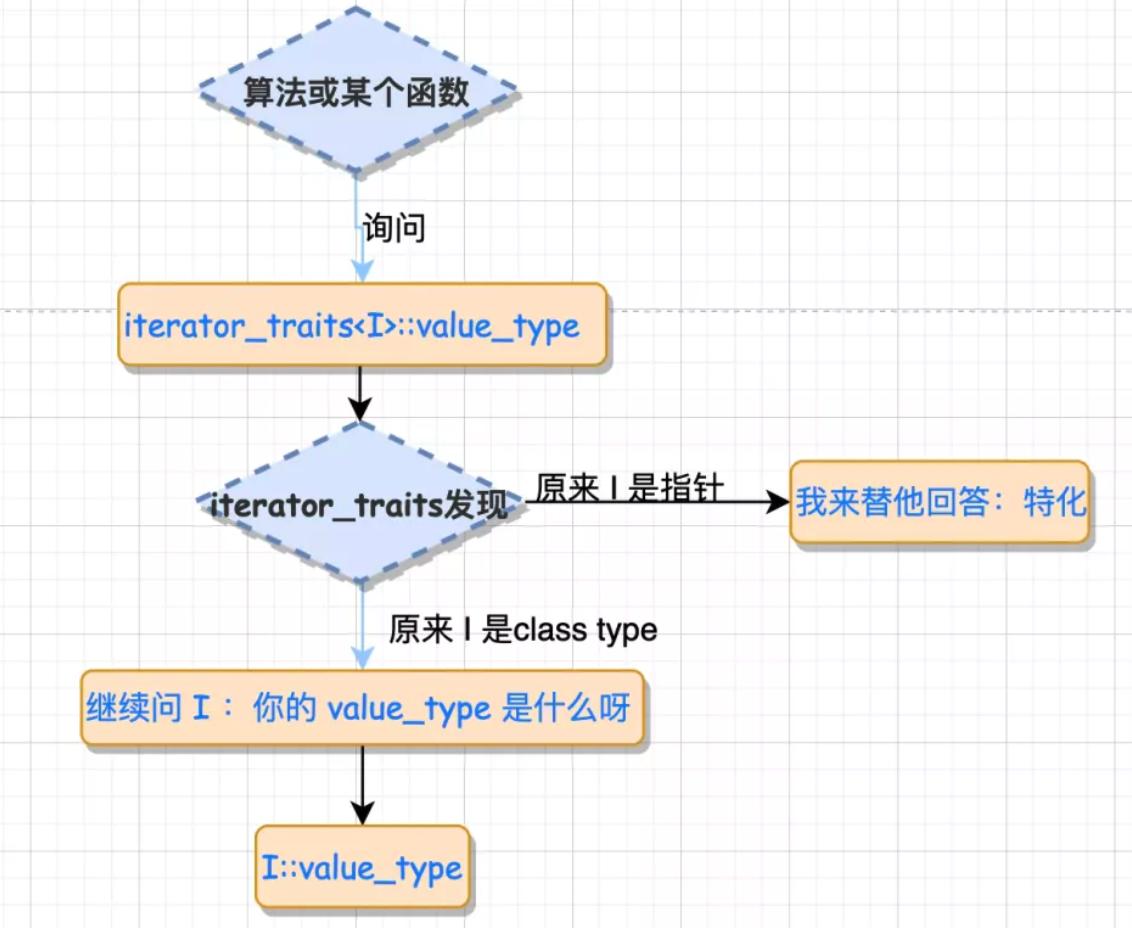 算法或某个函数
询问
iterator_traits<I>::value_type
iterator_traits发现
原来 I 是指针
我来替他回答：特化
原来 I 是class type
继续问 I ：你的 value_type 是什么呀
I::value_type